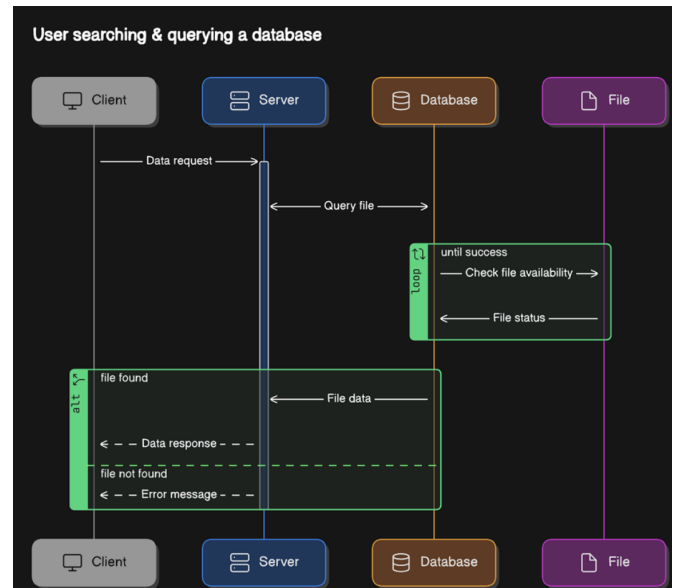 User searching & querying a database
Client
Server
Database
File
Data request
Query file
loop
until success
Check file availability
File status
alt
file found
File data
Data response
file not found
Error message
Client
Server
Database
File